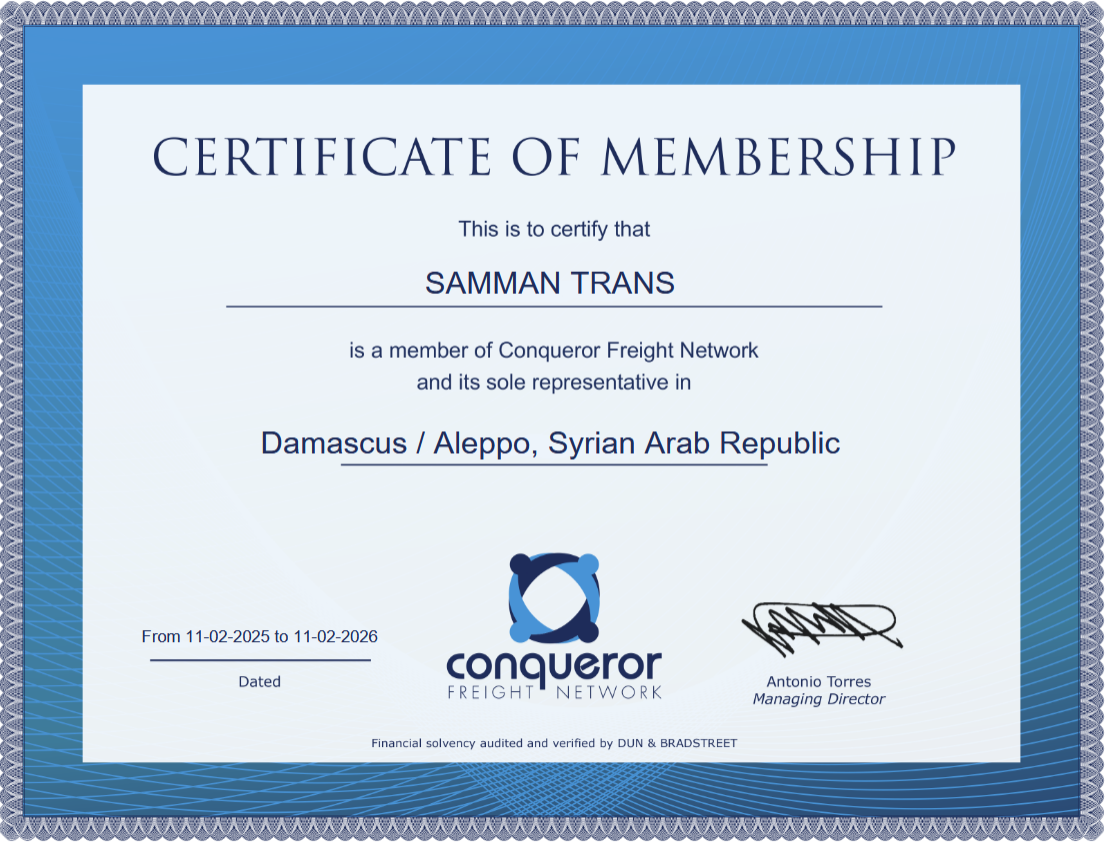 CERTIFICATE OF MEMBERSHIP
This is to certify that
SAMMAN TRANS
is a member of Conqueror Freight Network
and its sole representative in
Damascus / Aleppo, Syrian Arab Republic
From 11-02-2025 to 11-02-2026
Dated
conqueror
FREIGHT NETWORK
Antonio Torres
Managing Director
Financial solvency audited and verified by DUN & BRADSTREET